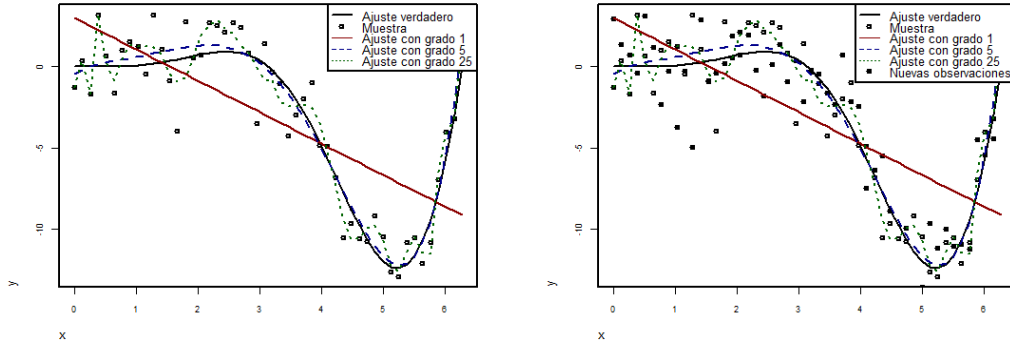 Ajuste verdadero
Muestra
Ajuste con grado 1
Ajuste con grado 5
Ajuste con grado 25
0
-5
-10
y
0
1
2
3
4
5
6
x
Ajuste verdadero
Muestra
Ajuste con grado 1
Ajuste con grado 5
Ajuste con grado 25
Nuevas observaciones
0
-5
-10
y
0
1
2
3
4
5
6
x